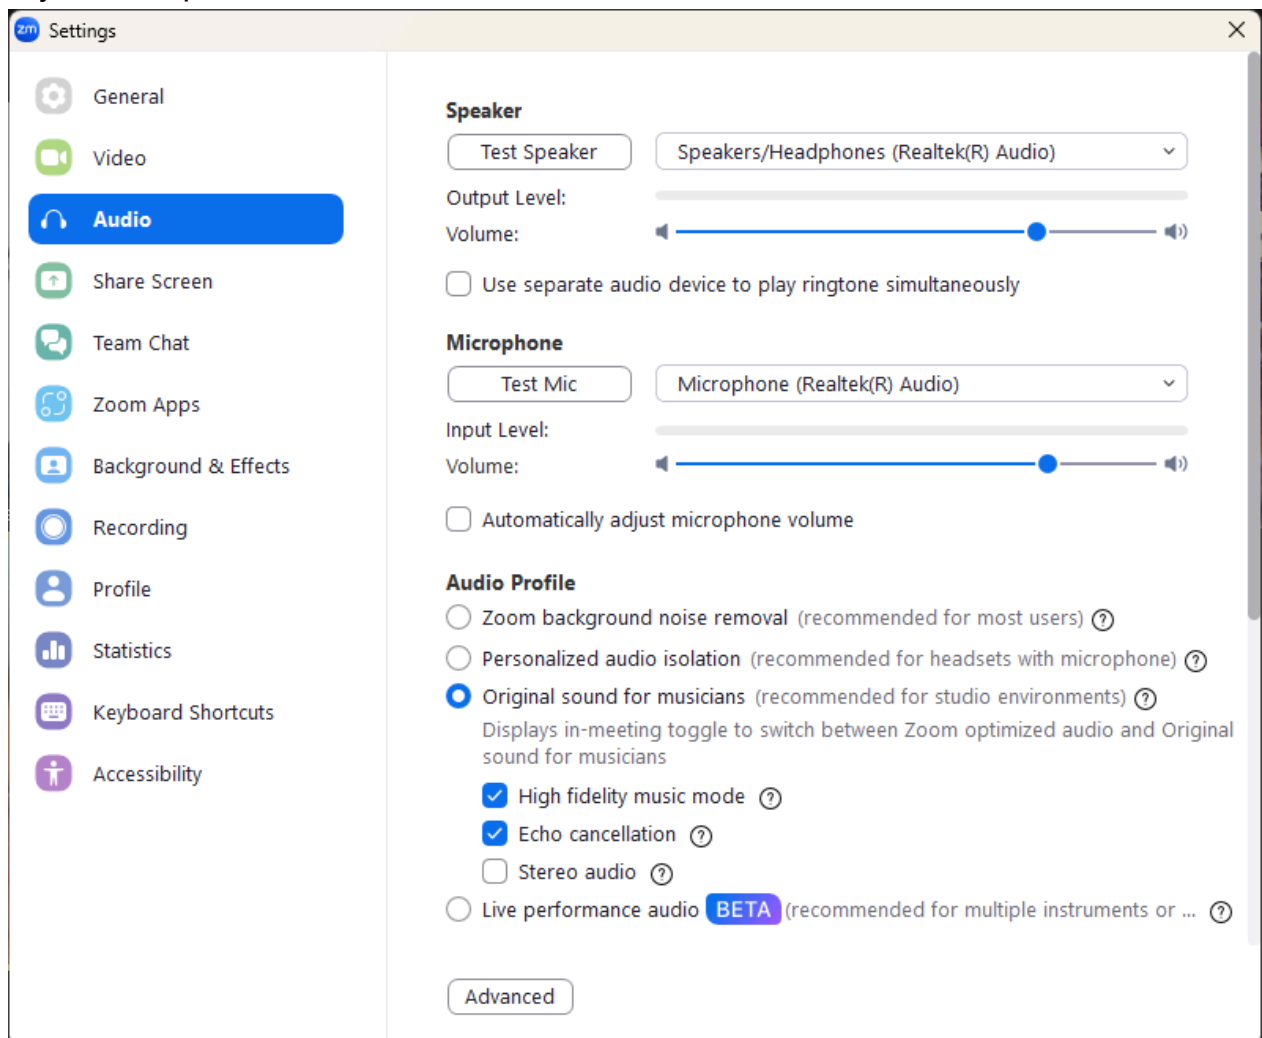 zm Settings
General
Video
Audio
Share Screen
Team Chat
Zoom Apps
Background & Effects
Recording
Profile
Statistics
Keyboard Shortcuts
Accessibility
Speaker
Test Speaker Speakers/Headphones (Realtek(R) Audio)
Output Level:
Volume:
Use separate audio device to play ringtone simultaneously
Microphone
Test Mic Microphone (Realtek(R) Audio)
Input Level:
Volume:
Automatically adjust microphone volume
Audio Profile
Zoom background noise removal (recommended for most users) ?
Personalized audio isolation (recommended for headsets with microphone) ?
Original sound for musicians (recommended for studio environments) ?
Displays in-meeting toggle to switch between Zoom optimized audio and Original
sound for musicians
High fidelity music mode ?
Echo cancellation ?
Stereo audio ?
Live performance audio BETA (recommended for multiple instruments or ... ?
Advanced